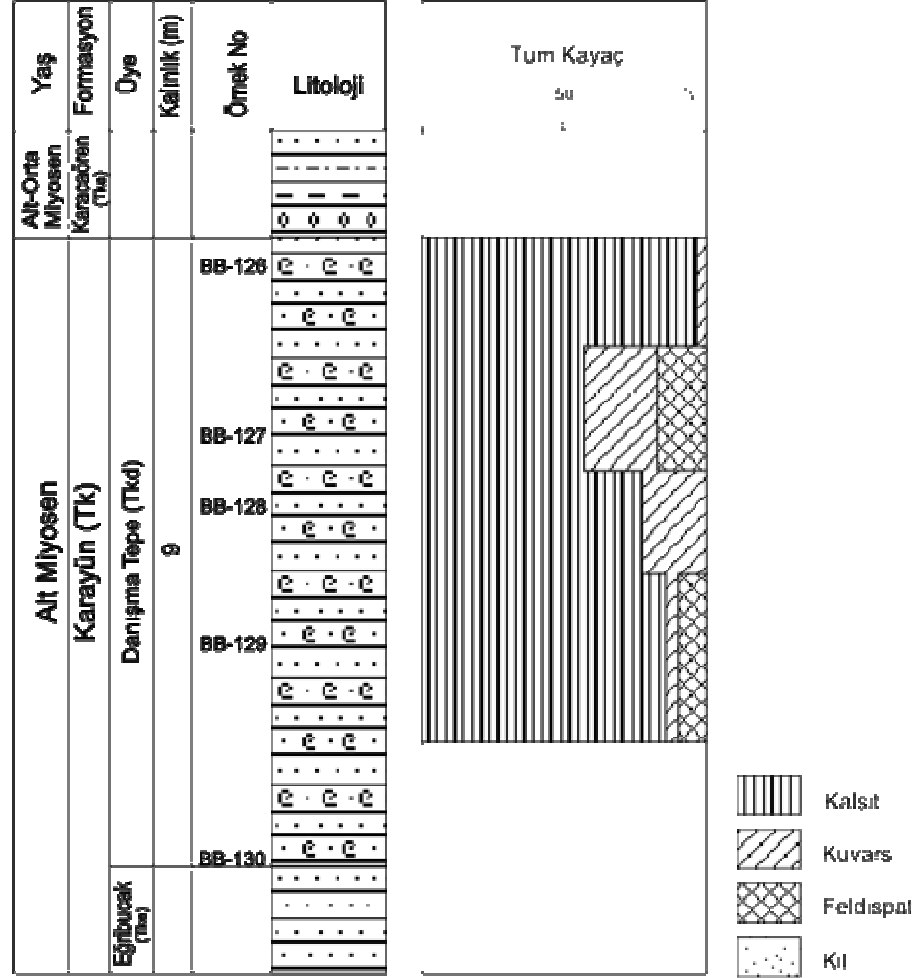 Yaş
Formasyon
Üye
Kalınlık (m)
Örnek No
Litoloji
Tum Kayaç
50
Alt-Orta
Miyosen
Karacaören
BB-126
BB-127
BB-128
BB-129
BB-130
Alt Miyosen
Karayün (Tk)
Danışma Tepe (Tkd)
9
Eğribucak
Kalsit
Kuvars
Feldispat
Kil